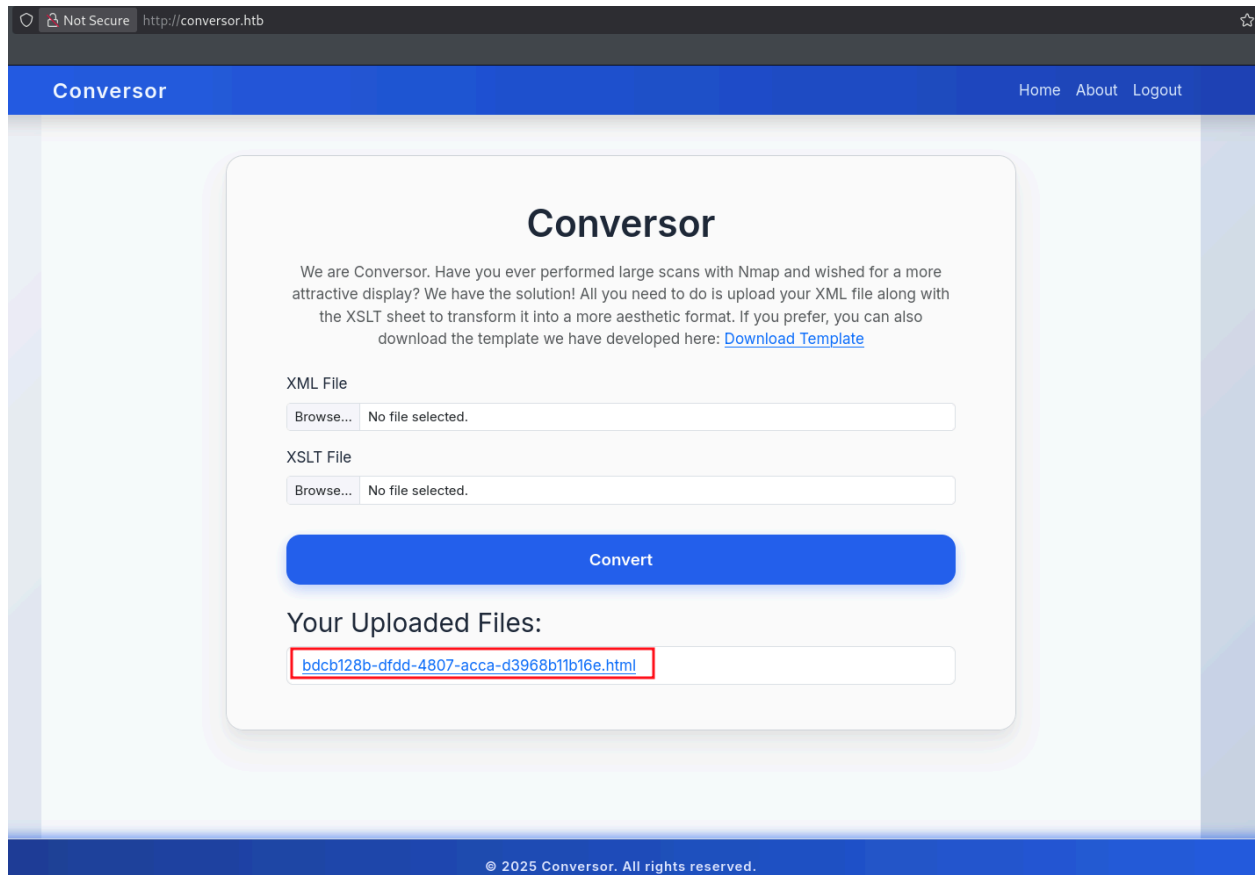 Not Secure http://conversor.htb
Conversor
Home About Logout
Conversor
We are Conversor. Have you ever performed large scans with Nmap and wished for a more
attractive display? We have the solution! All you need to do is upload your XML file along with
the XSLT sheet to transform it into a more aesthetic format. If you prefer, you can also
download the template we have developed here: Download Template
XML File
Browse... No file selected.
XSLT File
Browse... No file selected.
Convert
Your Uploaded Files:
bdcb128b-dfdd-4807-acca-d3968b11b16e.html
© 2025 Conversor. All rights reserved.